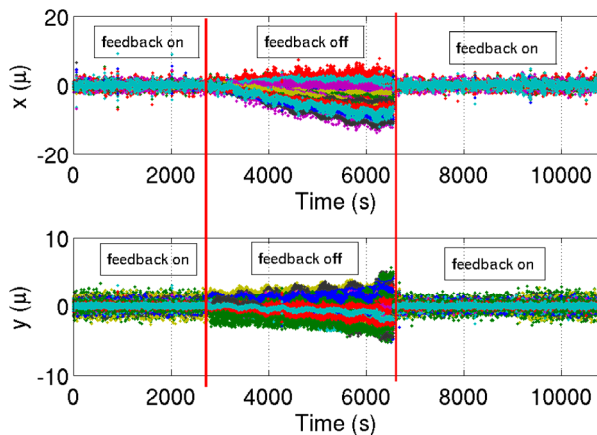 20
feedback on
feedback off
feedback on
x (μ)
0
-20
0
2000
4000
6000
8000
10000
Time (s)
10
feedback on
feedback off
feedback on
y (μ)
0
-10
0
2000
4000
6000
8000
10000
Time (s)